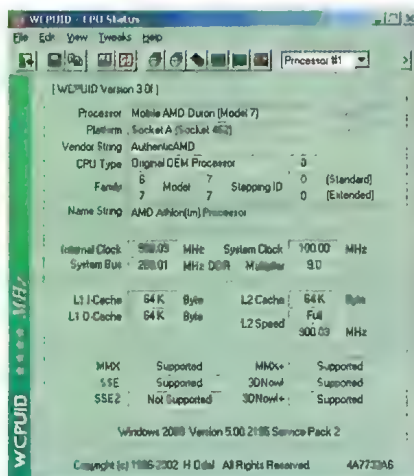 WCPUID - CPU Status
File Edit View Tweaks Help
Processor #1
[ WCPUID Version 3.0f ]
Processor Mobile AMD Duron (Model 7)
Platform Socket A (Socket 462)
Vendor String AuthenticAMD
CPU Type Original OEM Processor 0
Family 6 Model 7 Stepping ID 0 (Standard)
7 7 0 (Extended)
Name String AMD Athlon(tm) Processor
Internal Clock MHz System Clock 100.00 MHz
System Bus MHz DDR Multiplier 9.0
L1 I-Cache 64K Byte L2 Cache 64K Byte
L1 D-Cache 64K Byte L2 Speed Full
900.03 MHz
MMX Supported MMX+ Supported
SSE Supported 3DNow! Supported
SSE2 Not Supported 3DNow!+ Supported
Windows 2000 Version 5.00.2195 Service Pack 2
Copyright (c) 1996-2002 H.Oda! All Rights Reserved.
WCPUID **** MHz